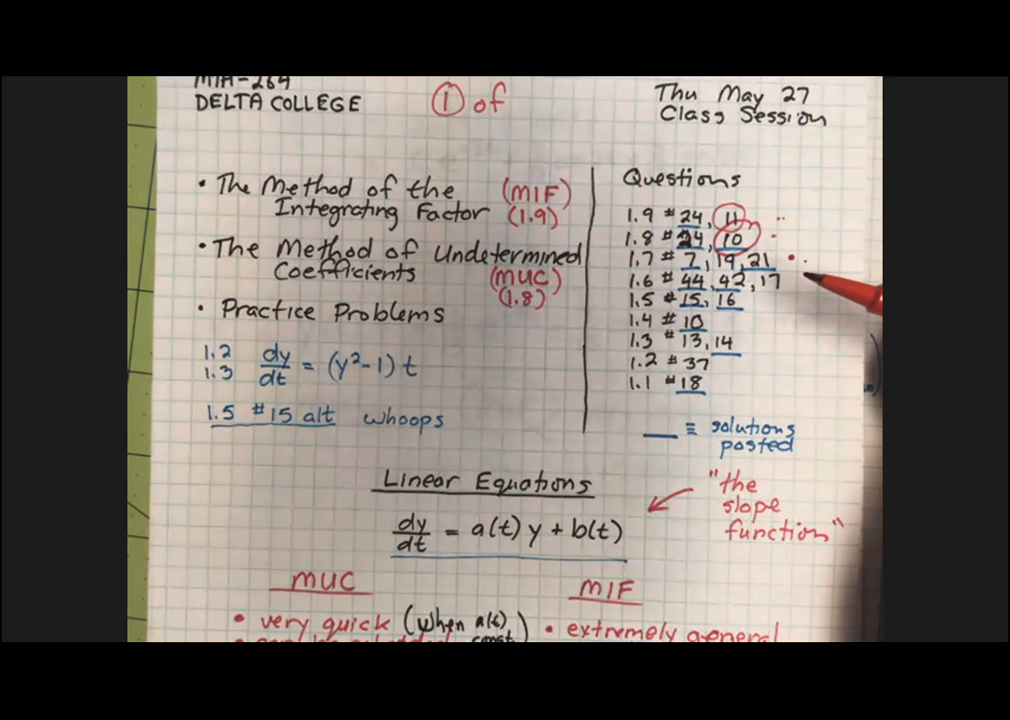 MTH-264
DELTA COLLEGE
① of
Thu May 27
Class Session
• The Method of the (MIF)
Integrating Factor (1.9)
• The Method of Undetermined
Coefficients (MUC)
(1.8)
• Practice Problems
1.2
1.3 dy/dt = (y²-1) t
1.5 #15 alt whoops
Questions
1.9 # 24, 11
1.8 # 24, 10
1.7 # 7, 19, 21
1.6 # 44, 42, 17
1.5 # 15, 16
1.4 # 10
1.3 # 13, 14
1.2 # 37
1.1 # 18
≡ solutions
posted
Linear Equations
dy/dt = a(t) y + b(t)
"the
slope
function"
MUC
• very quick (when a(t)
const
MIF
• extremely general